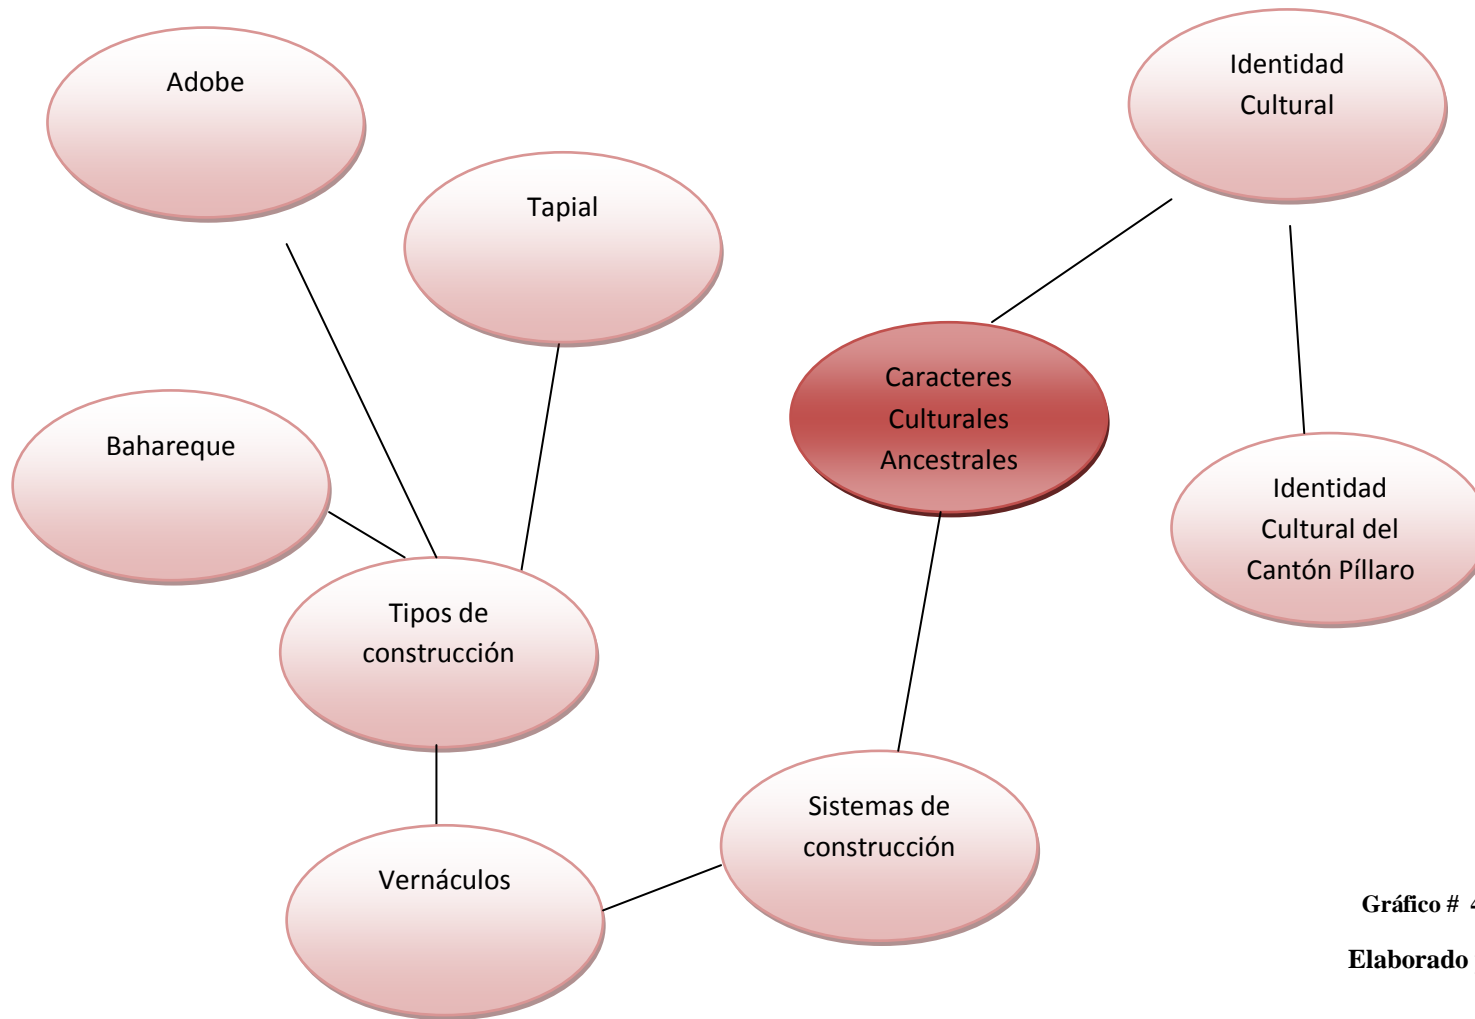 Adobe
Identidad
Cultural
Tapial
Caracteres
Culturales
Ancestrales
Bahareque
Identidad
Cultural del
Cantón Píllaro
Tipos de
construcción
Sistemas de
construcción
Vernáculos
Gráfico # 4
Elaborado